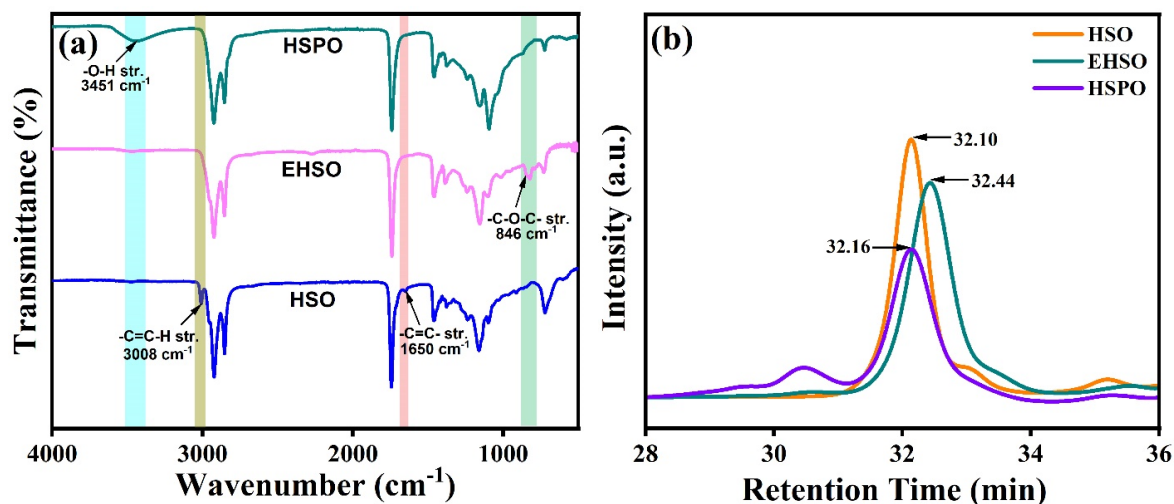 (a)
HSPO
-O-H str.
3451 cm⁻¹
EHSO
-C-O-C- str.
846 cm⁻¹
HSO
-C=C-H str.
3008 cm⁻¹
-C=C- str.
1650 cm⁻¹
Transmittance (%)
4000 3000 2000 1000
Wavenumber (cm⁻¹)
(b)
HSO
EHSO
HSPO
32.10
32.44
32.16
Intensity (a.u.)
28 30 32 34 36
Retention Time (min)